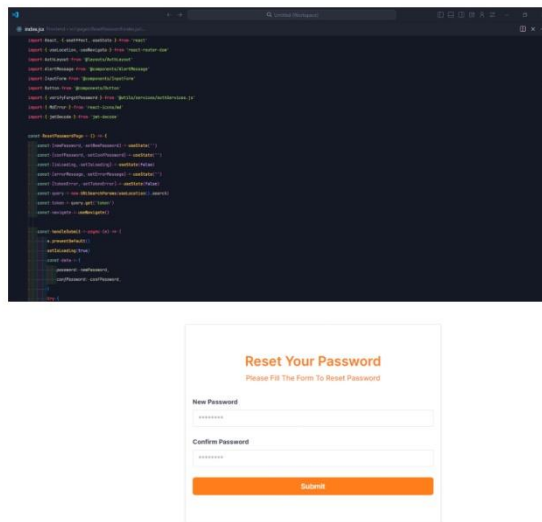 Untitled (Workspace)
index.jsx
import React, { useEffect, useState } from 'react'
import { useLocation, useNavigate } from 'react-router-dom'
import AuthLayout from '@layouts/AuthLayout'
import AlertMessage from '@components/AlertMessage'
import InputForm from '@components/InputForm'
import Button from '@components/Button'
import { verifyForgotPassword } from '@utils/services/authServices.js'
import { MdError } from 'react-icons/md'
import { jwtDecode } from 'jwt-decode'
const ResetPasswordPage = () => {
const [newPassword, setNewPassword] = useState('')
const [confPassword, setConfPassword] = useState('')
const [isLoading, setIsLoading] = useState(false)
const [errorMessage, setErrorMessage] = useState('')
const [tokenError, setTokenError] = useState(false)
const query = new URLSearchParams(useLocation().search)
const token = query.get('token')
const navigate = useNavigate()
const handleSubmit = async (e) => {
e.preventDefault()
setIsLoading(true)
const data = {
password: newPassword,
confPassword: confPassword,
}
try {
Reset Your Password
Please Fill The Form To Reset Password
New Password
********
Confirm Password
********
Submit